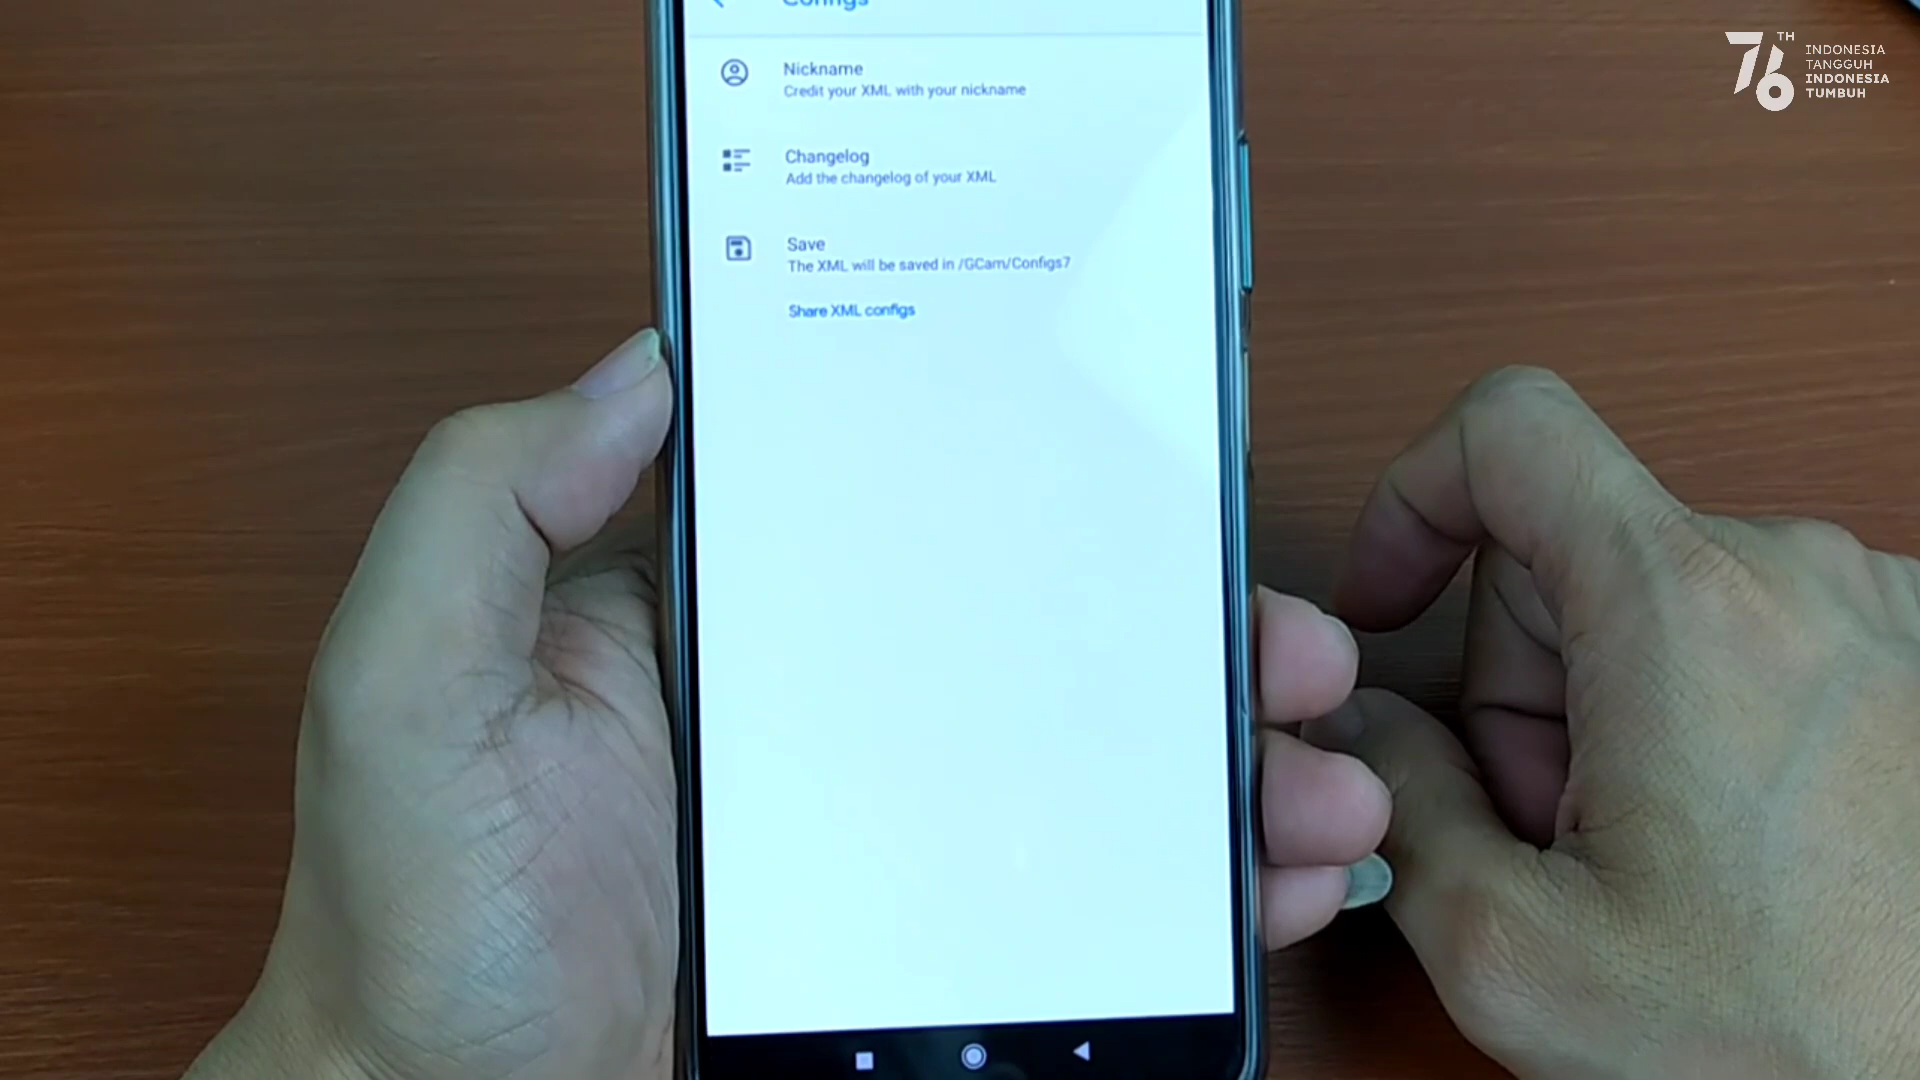 Configs
Nickname
Credit your XML with your nickname
Changelog
Add the changelog of your XML
Save
The XML will be saved in /GCam/Configs7
Share XML configs
76 TH
INDONESIA
TANGGUH
INDONESIA
TUMBUH